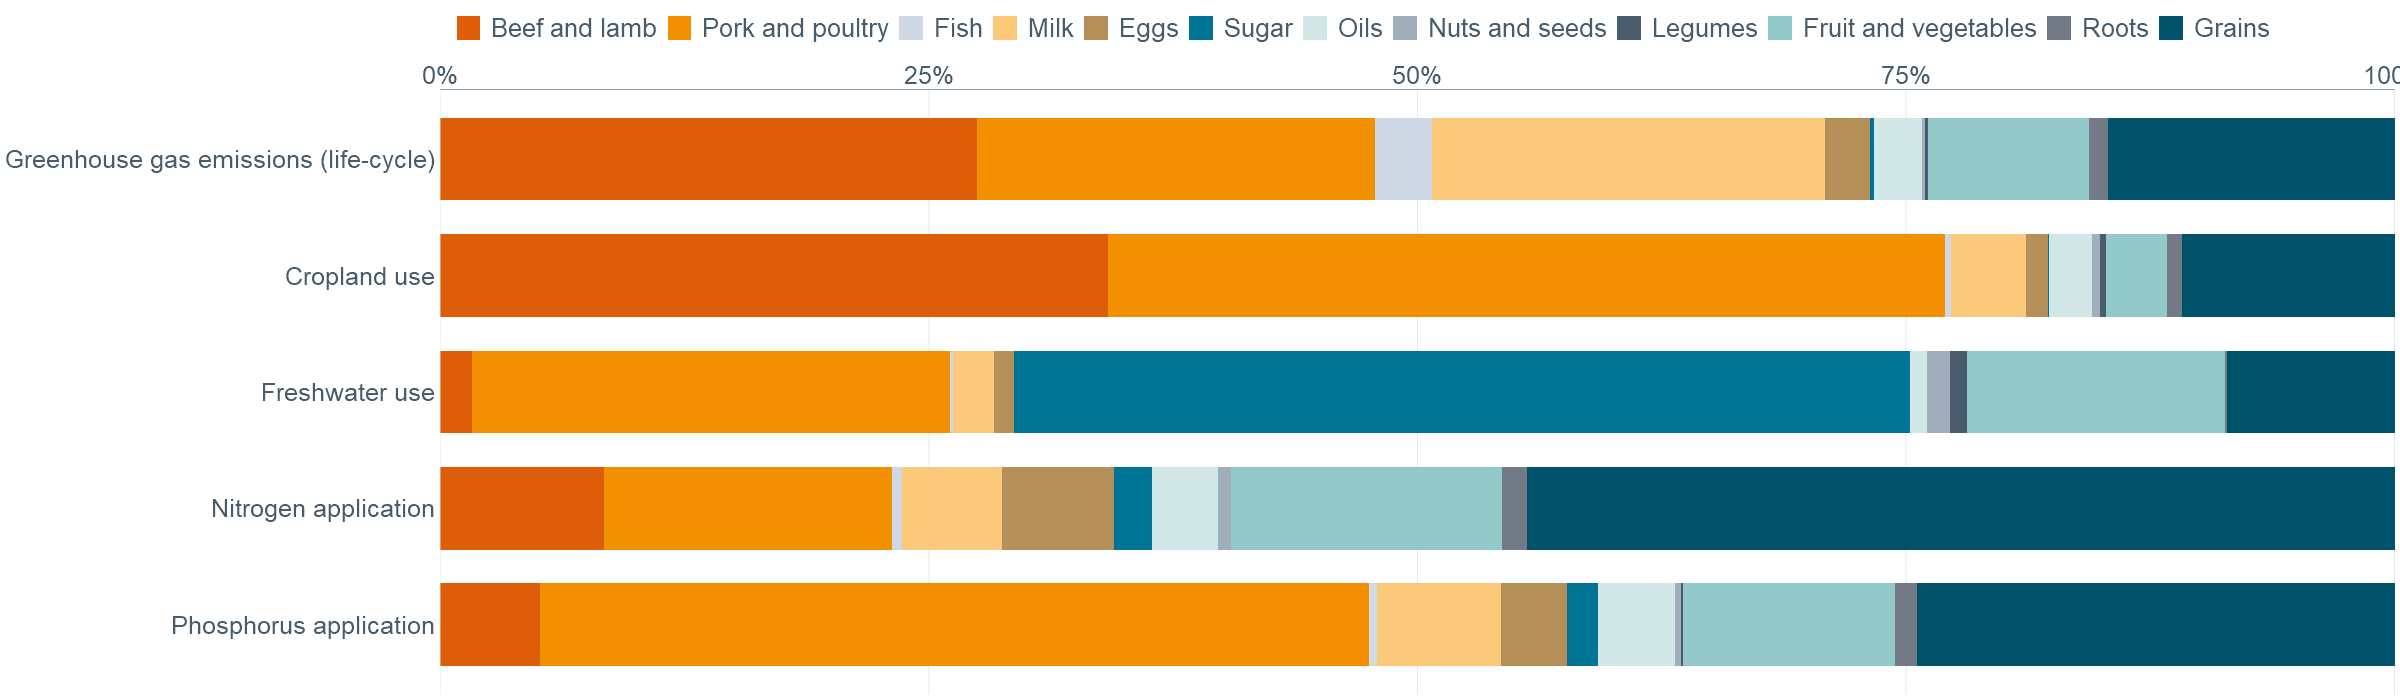 Beef and lamb Pork and poultry Fish Milk Eggs Sugar Oils Nuts and seeds Legumes Fruit and vegetables Roots Grains
0% 25% 50% 75% 100
Greenhouse gas emissions (life-cycle)
Cropland use
Freshwater use
Nitrogen application
Phosphorus application